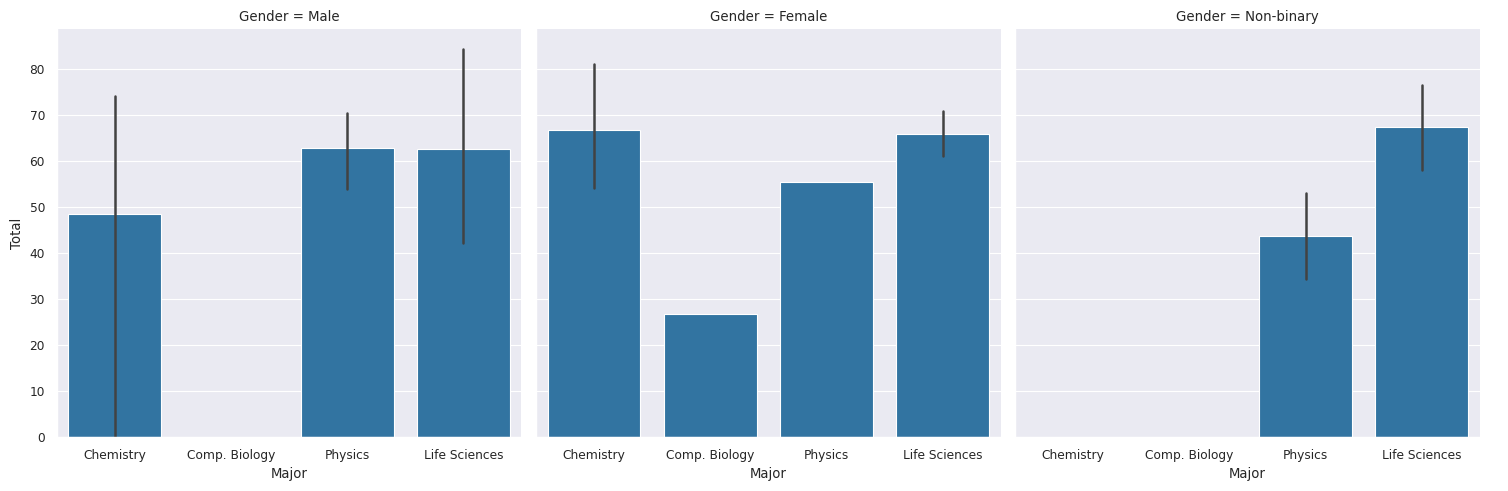 Gender = Male
Gender = Female
Gender = Non-binary
Total
80
70
60
50
40
30
20
10
0
Chemistry Comp. Biology Physics Life Sciences
Chemistry Comp. Biology Physics Life Sciences
Chemistry Comp. Biology Physics Life Sciences
Major
Major
Major